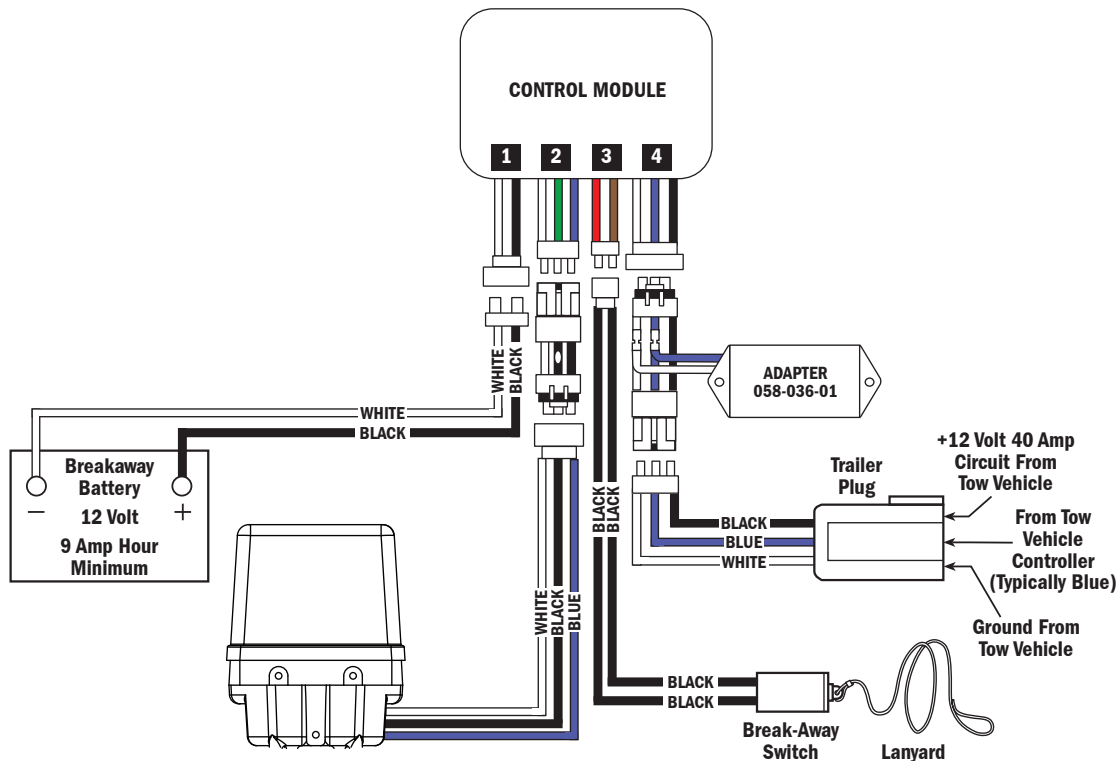 CONTROL MODULE
1
2
3
4
WHITE
BLACK
WHITE
BLACK
Breakaway
Battery
12 Volt
9 Amp Hour
Minimum
−
+
ADAPTER
058-036-01
WHITE
BLACK
BLUE
BLACK
BLACK
Trailer
Plug
+12 Volt 40 Amp
Circuit From
Tow Vehicle
From Tow
Vehicle
Controller
(Typically Blue)
Ground From
Tow Vehicle
BLACK
BLUE
WHITE
BLACK
BLACK
Break-Away
Switch
Lanyard